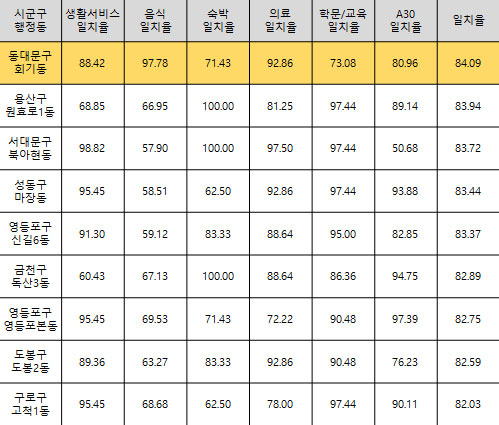 시군구 행정동 생활서비스 일치율 음식 일치율 숙박 일치율 의료 일치율 학문/교육 일치율 A30 일치율 일치율
동대문구 회기동 88.42 97.78 71.43 92.86 73.08 80.96 84.09
용산구 원효로1동 68.85 66.95 100.00 81.25 97.44 89.14 83.94
서대문구 북아현동 98.82 57.90 100.00 97.50 97.44 50.68 83.72
성동구 마장동 95.45 58.51 62.50 92.86 97.44 93.88 83.44
영등포구 신길6동 91.30 59.12 83.33 88.64 95.00 82.85 83.37
금천구 독산3동 60.43 67.13 100.00 88.64 86.36 94.75 82.89
영등포구 영등포본동 95.45 69.53 71.43 72.22 90.48 97.39 82.75
도봉구 도봉2동 89.36 63.27 83.33 92.86 90.48 76.23 82.59
구로구 고척1동 95.45 68.68 62.50 78.00 97.44 90.11 82.03